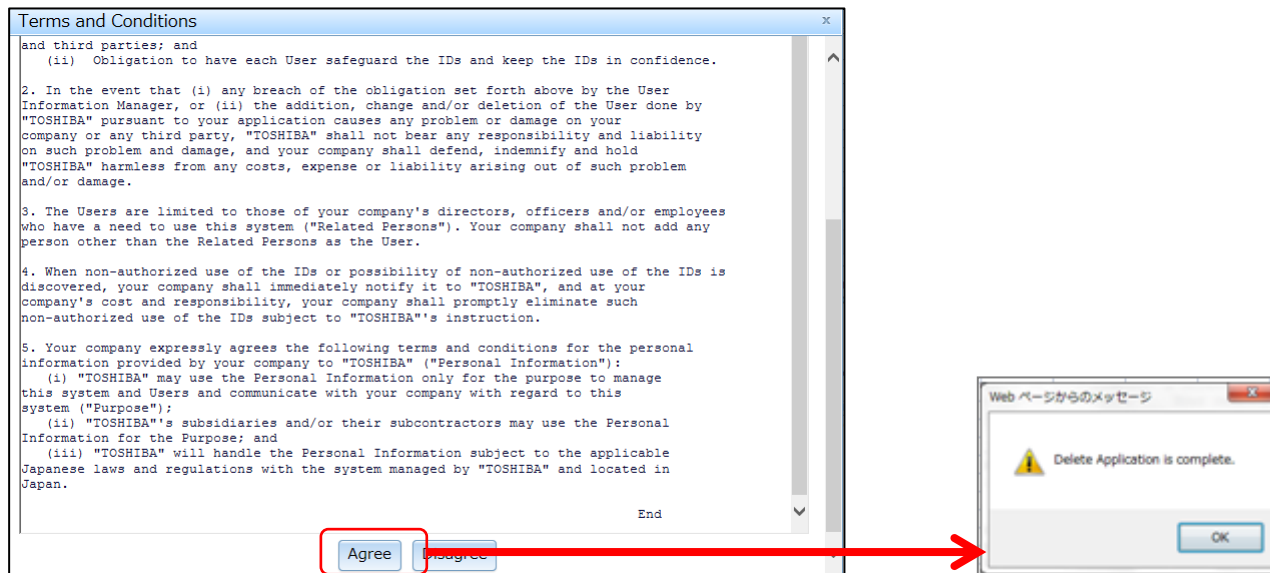 Terms and Conditions
x
and third parties; and
(ii) Obligation to have each User safeguard the IDs and keep the IDs in confidence.
2. In the event that (i) any breach of the obligation set forth above by the User
Information Manager, or (ii) the addition, change and/or deletion of the User done by
"TOSHIBA" pursuant to your application causes any problem or damage on your
company or any third party, "TOSHIBA" shall not bear any responsibility and liability
on such problem and damage, and your company shall defend, indemnify and hold
"TOSHIBA" harmless from any costs, expense or liability arising out of such problem
and/or damage.
3. The Users are limited to those of your company's directors, officers and/or employees
who have a need to use this system ("Related Persons"). Your company shall not add any
person other than the Related Persons as the User.
4. When non-authorized use of the IDs or possibility of non-authorized use of the IDs is
discovered, your company shall immediately notify it to "TOSHIBA", and at your
company's cost and responsibility, your company shall promptly eliminate such
non-authorized use of the IDs subject to "TOSHIBA"'s instruction.
5. Your company expressly agrees the following terms and conditions for the personal
information provided by your company to "TOSHIBA" ("Personal Information"):
(i) "TOSHIBA" may use the Personal Information only for the purpose to manage
this system and Users and communicate with your company with regard to this
system ("Purpose");
(ii) "TOSHIBA"'s subsidiaries and/or their subcontractors may use the Personal
Information for the Purpose; and
(iii) "TOSHIBA" will handle the Personal Information subject to the applicable
Japanese laws and regulations with the system managed by "TOSHIBA" and located in
Japan.
End
Agree Disagree
Web ページからのメッセージ
Delete Application is complete.
OK